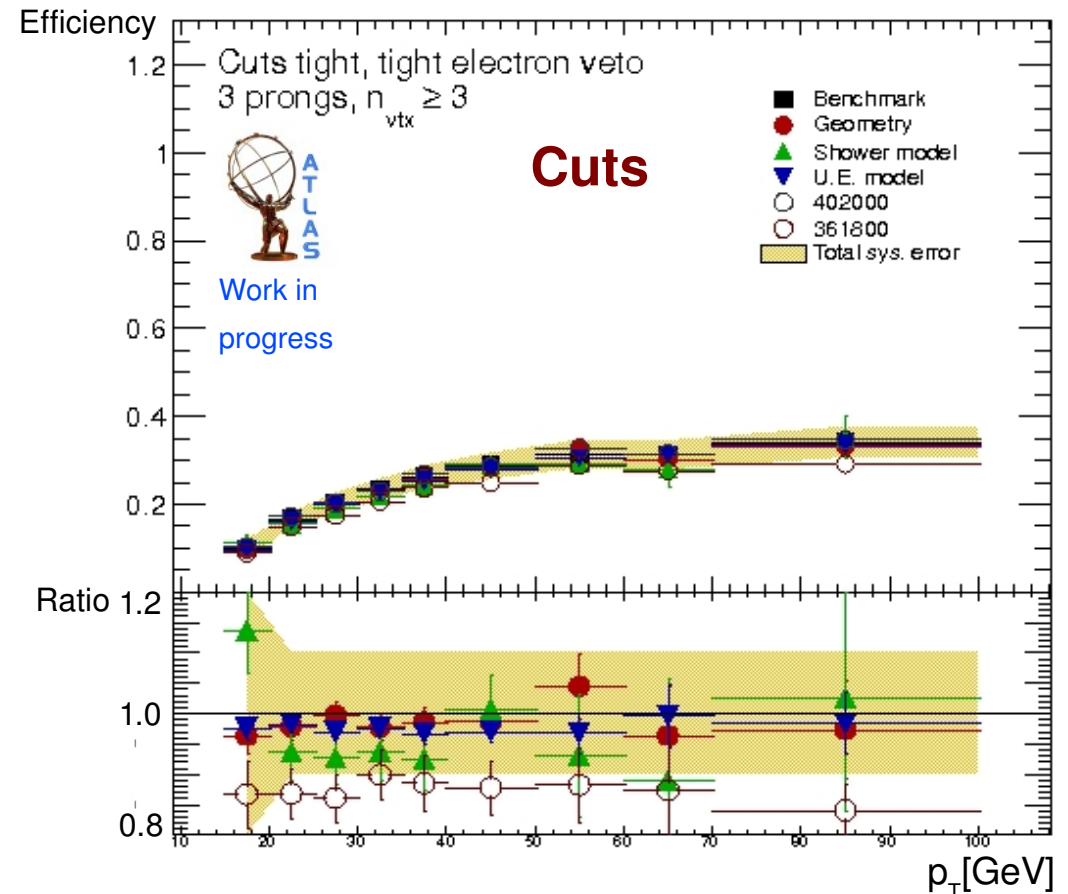 Efficiency
Cuts tight, tight electron veto
3 prongs, n_vtx ≥ 3
ATLAS
Work in
progress
Cuts
Benchmark
Geometry
Shower model
U.E. model
402000
361800
Total sys. error
1.2
1
0.8
0.6
0.4
0.2
Ratio
1.2
1.0
0.8
10 20 30 40 50 60 70 80 90 100
p_T[GeV]